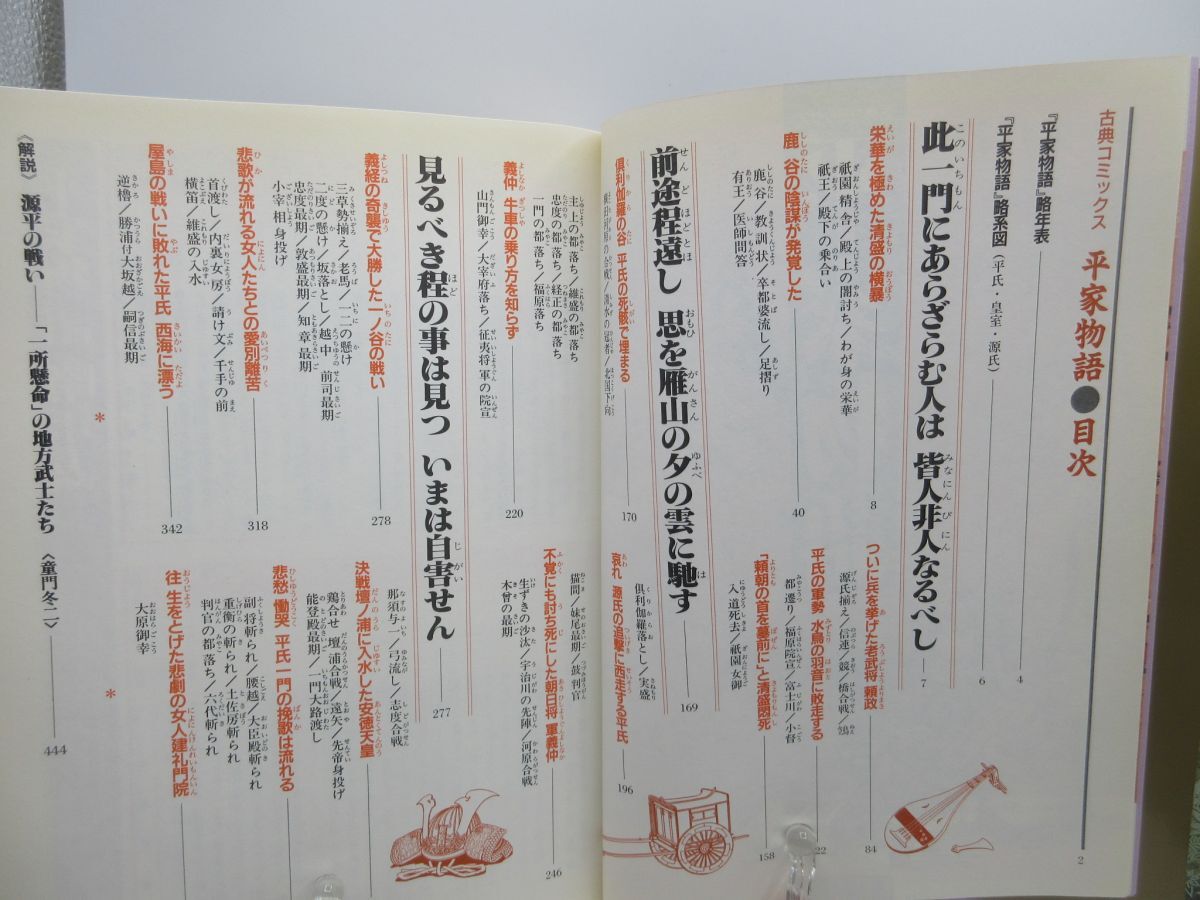 古典コミックス 平家物語●目次
『平家物語』略年表 4
『平家物語』略系図（平氏・皇室・源氏） 6
此一門にあらざらむ人は 皆人非人なるべし 7
栄華を極めた清盛の横暴 8
祇園精舎／殿上の闇討ち／わが身の栄華
祇王／殿下の乗合い
鹿谷の陰謀が発覚した 40
鹿谷／教訓状／卒都婆流し／足摺り
有王／医師問答
ついに兵を挙げた老武将 頼政 84
源氏揃え／信連／競／橋合戦／鵼
平氏の軍勢 水鳥の羽音に敗走する 22
都遷り／福原院宣／富士川／小督
「頼朝の首を墓前に」と清盛悶死 158
入道死去／祇園女御
前途程遠し 思を雁山の夕の雲に馳す 169
倶利伽羅の谷 平氏の死骸で埋まる 170
哀れ 源氏の追撃に西走する平氏 196
倶利伽羅落とし／実盛
主上の都落ち／維盛の都落ち
忠度の都落ち／経正の都落ち
一門の都落ち／福原落ち
義仲 牛車の乗り方を知らず 220
山門御幸／大宰府落ち／征夷将軍の院宣
猫間／妹尾最期／鼓判官
不覚にも討ち死にした朝日将軍義仲 246
生ずきの沙汰／宇治川の先陣／河原合戦
木曾の最期
見るべき程の事は見つ いまは自害せん 277
義経の奇襲で大勝した一ノ谷の戦い 278
三草勢揃え／老馬／一二の懸け
二度の懸け／坂落とし／越中前司最期
忠度最期／敦盛最期／知章最期
小宰相身投げ
悲歌が流れる女人たちとの愛別離苦 318
首渡し／内裏女房／請け文／千手の前
横笛／維盛の入水
屋島の戦いに敗れた平氏 西海に漂う 342
逆櫓／勝浦付大坂越／嗣信最期
那須与一／弓流し／志度合戦
決戦壇ノ浦に入水した安徳天皇
鶏合せ 壇浦合戦／遠矢／先帝身投げ
能登殿最期／一門大路渡し
悲愁 慟哭 平氏一門の挽歌は流れる
副将斬られ／腰越／大臣殿斬られ
重衡の斬られ／土佐房斬られ
判官の都落ち／六代斬られ
往生をとげた悲劇の女人建礼門院
大原御幸
＊ ＊
《解説》 源平の戦い――「一所懸命」の地方武士たち 〈童門冬二〉 444
2